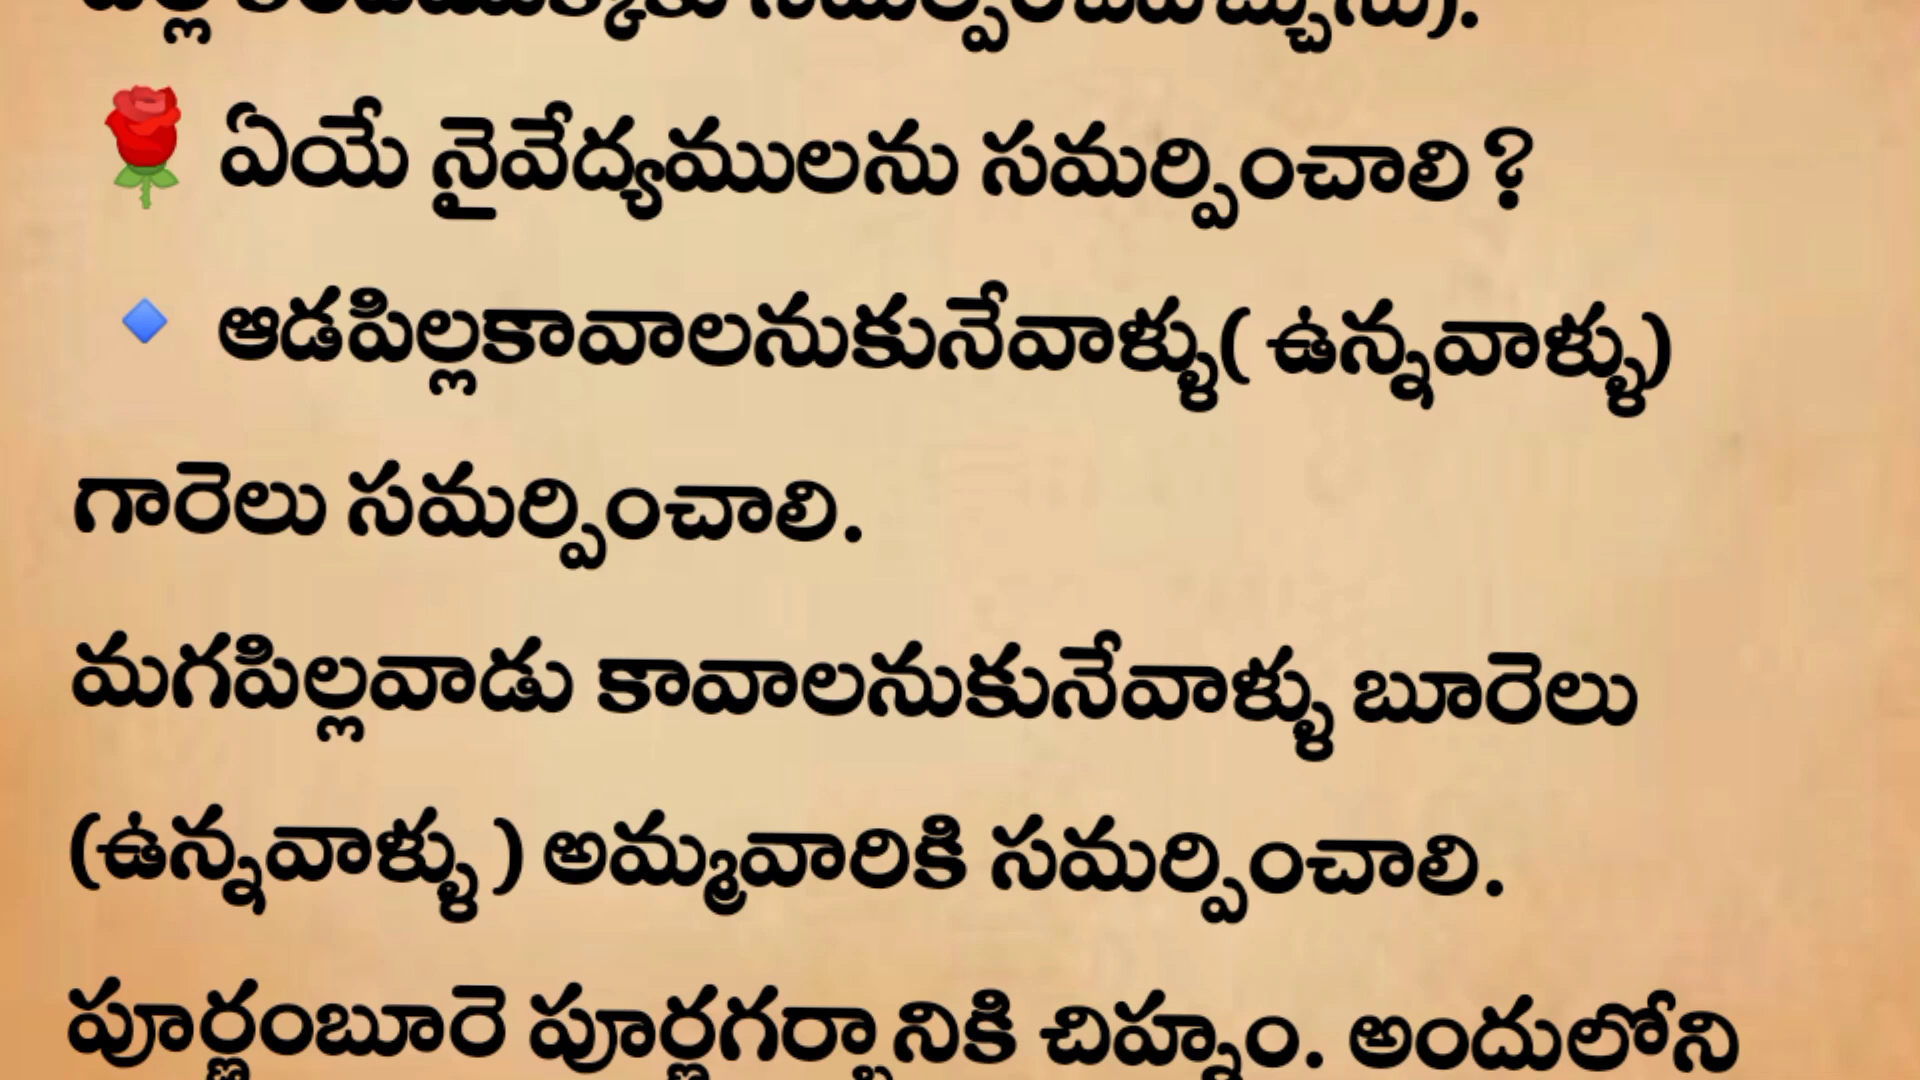 🌹 ఏయే నైవేద్యములను సమర్పించాలి?
🔹 ఆడపిల్లకావాలనుకునేవాళ్ళు( ఉన్నవాళ్ళు)
గారెలు సమర్పించాలి.
మగపిల్లవాడు కావాలనుకునేవాళ్ళు బూరెలు
(ఉన్నవాళ్ళు ) అమ్మవారికి సమర్పించాలి.
పూర్ణంబూరె పూర్ణగర్భానికి చిహ్నం. అందులోని